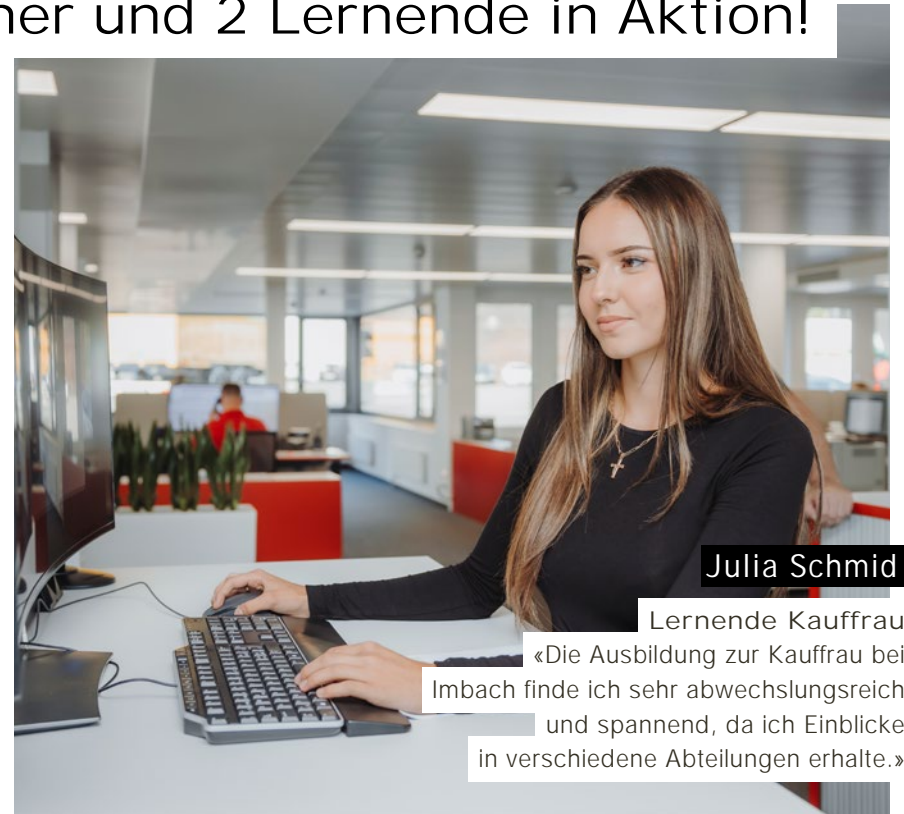 und 2 Lernende in Aktion!
Julia Schmid
Lernende Kauffrau
«Die Ausbildung zur Kauffrau bei
Imbach finde ich sehr abwechslungsreich
und spannend, da ich Einblicke
in verschiedene Abteilungen erhalte.»